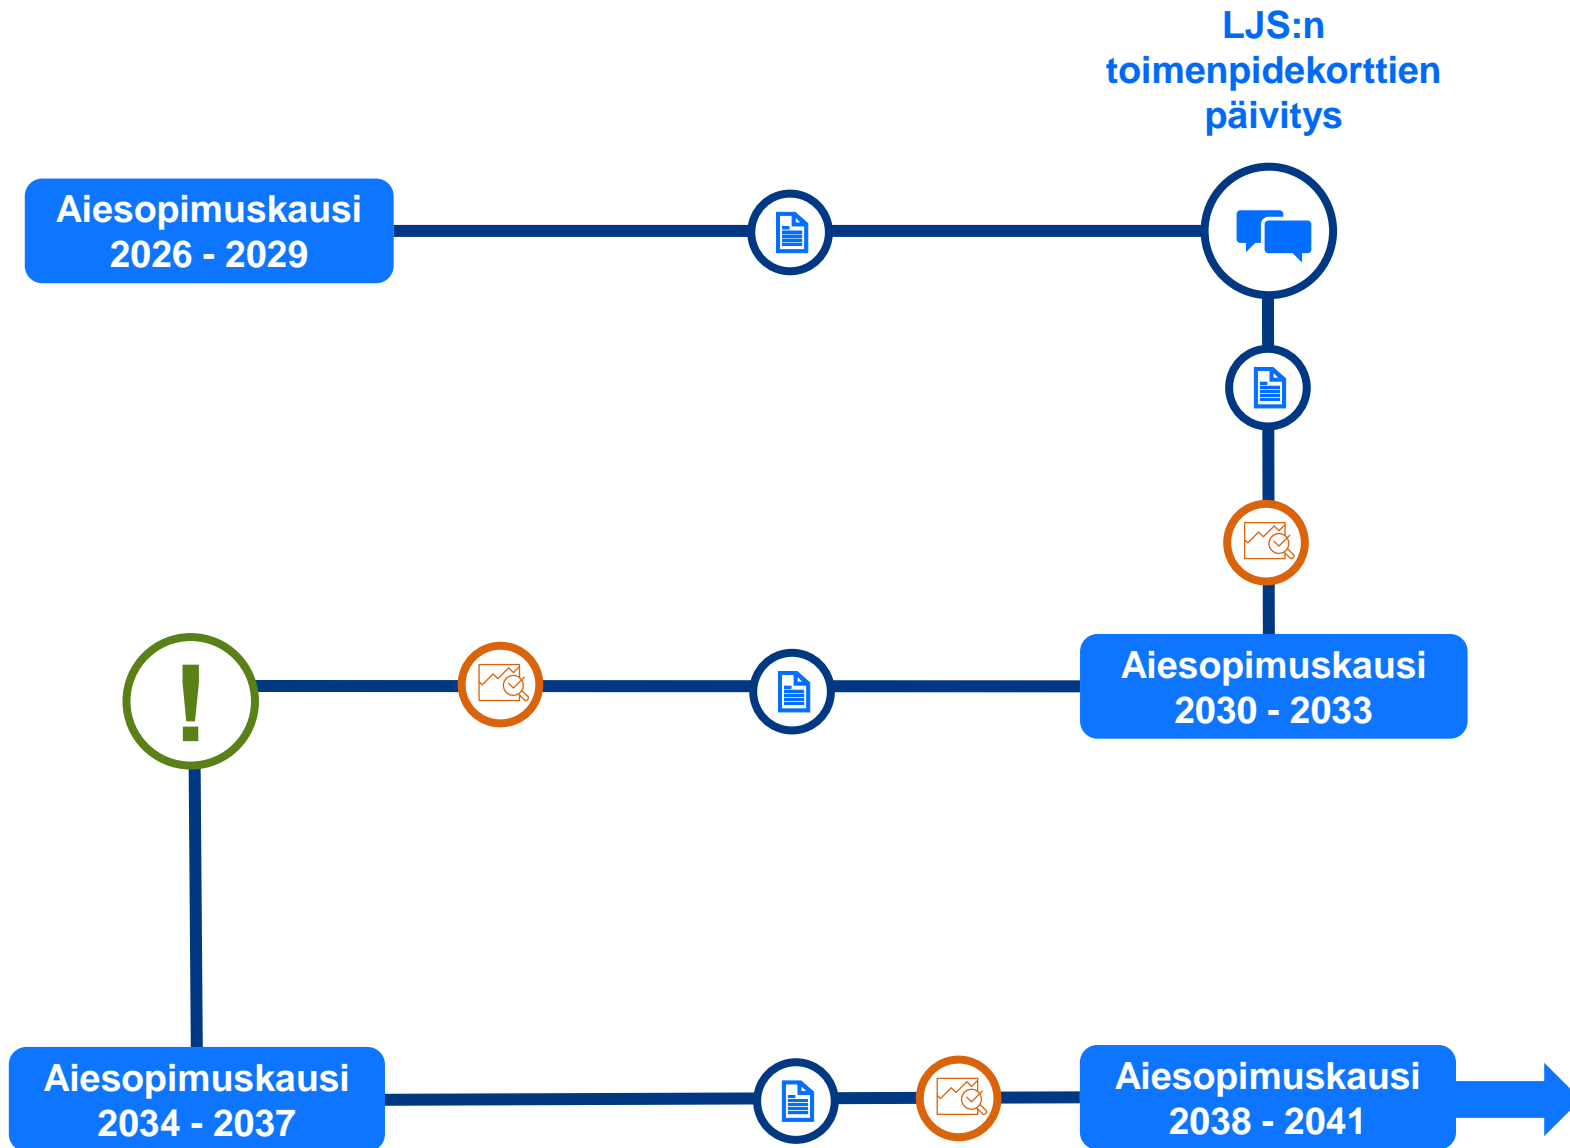 LJS:n
toimenpidekorttien
päivitys
Aiesopimuskausi
2026 - 2029
!
Aiesopimuskausi
2030 - 2033
Aiesopimuskausi
2034 - 2037
Aiesopimuskausi
2038 - 2041